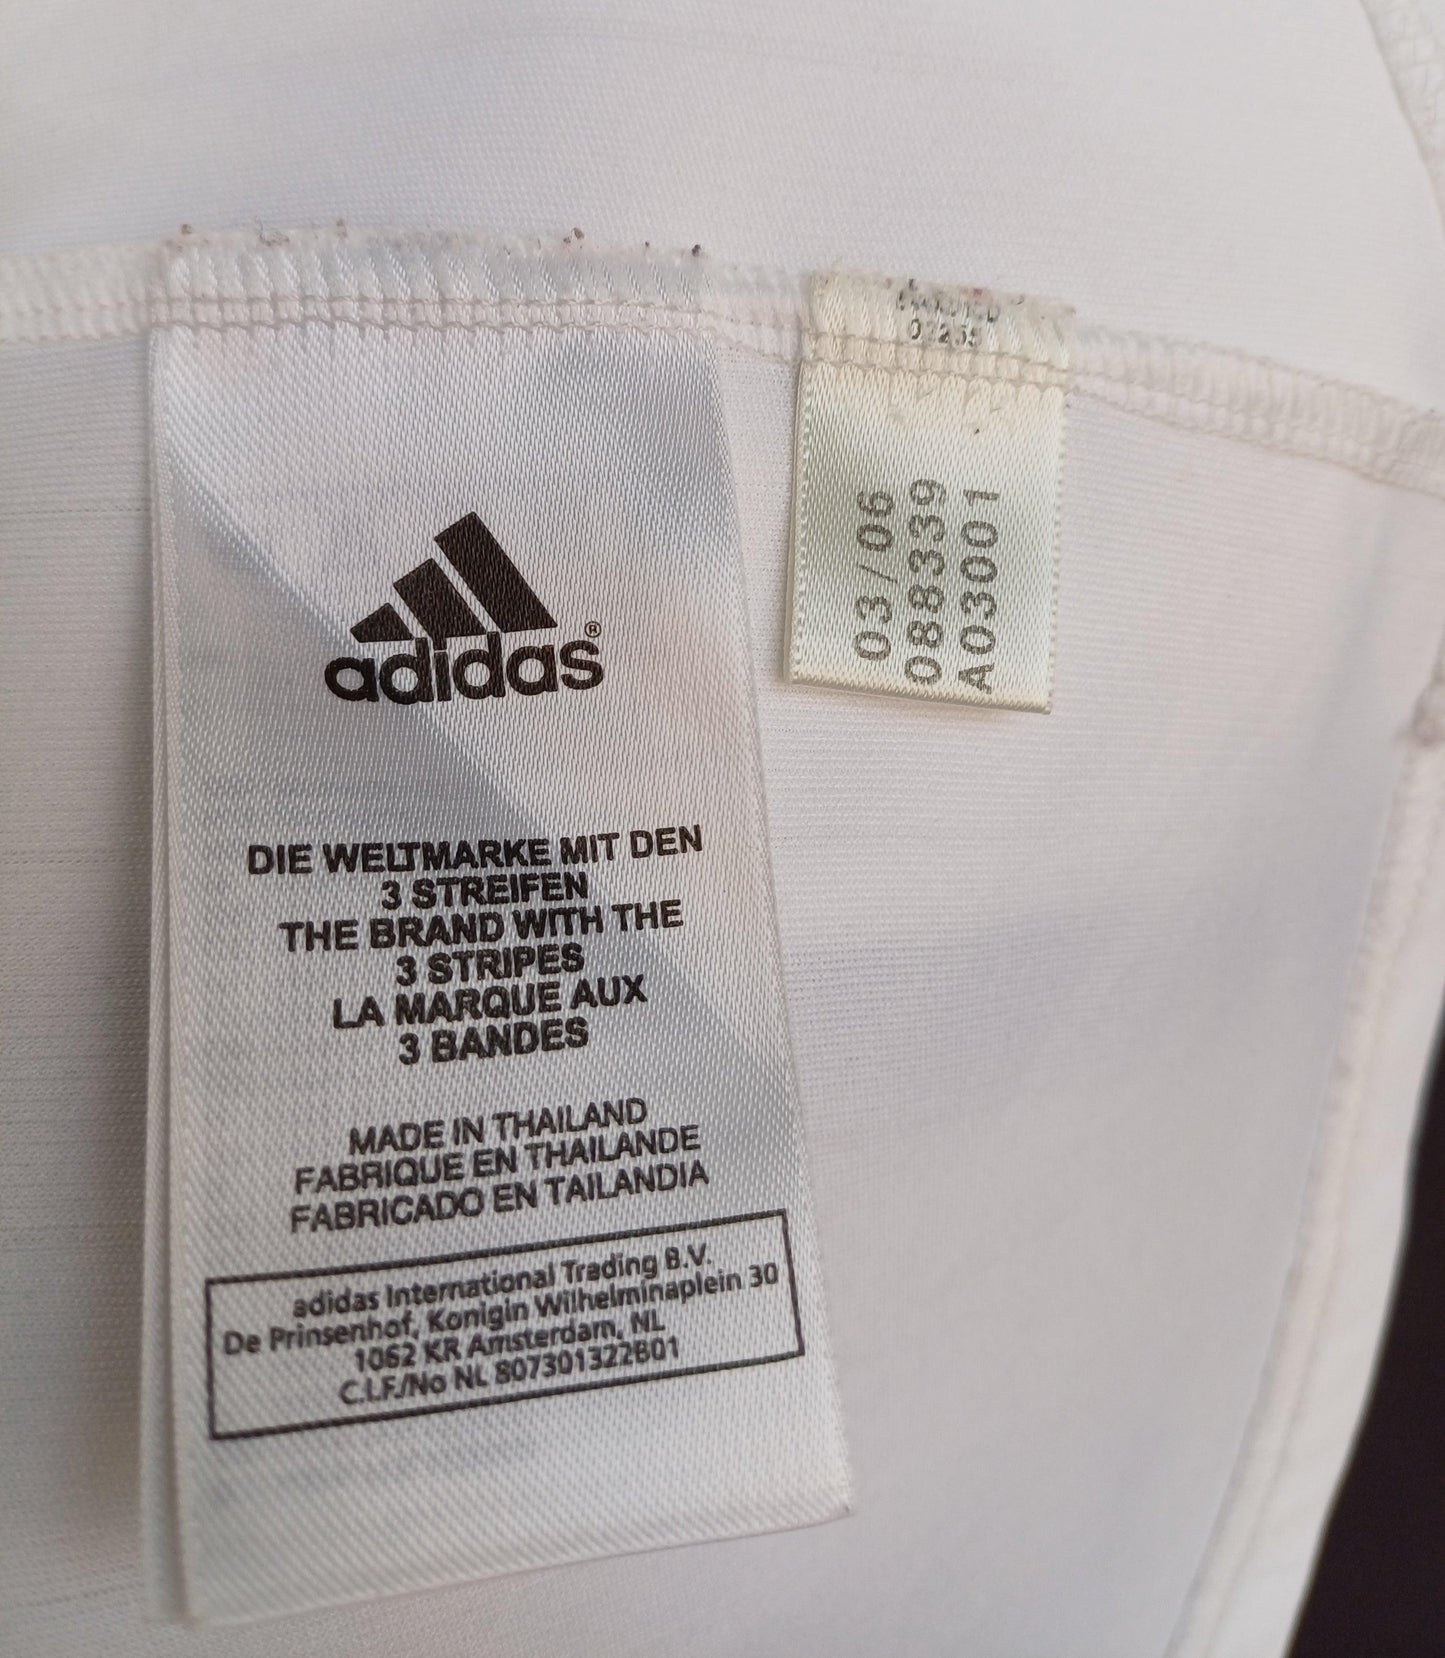 adidas®
DIE WELTMARKE MIT DEN
3 STREIFEN
THE BRAND WITH THE
3 STRIPES
LA MARQUE AUX
3 BANDES
MADE IN THAILAND
FABRIQUE EN THAILANDE
FABRICADO EN TAILANDIA
adidas International Trading B.V.
De Prinsenhof, Konigin Wilhelminaplein 30
1062 KR Amsterdam, NL
C.I.F./No NL 807301322B01
03/06
088339
A03001